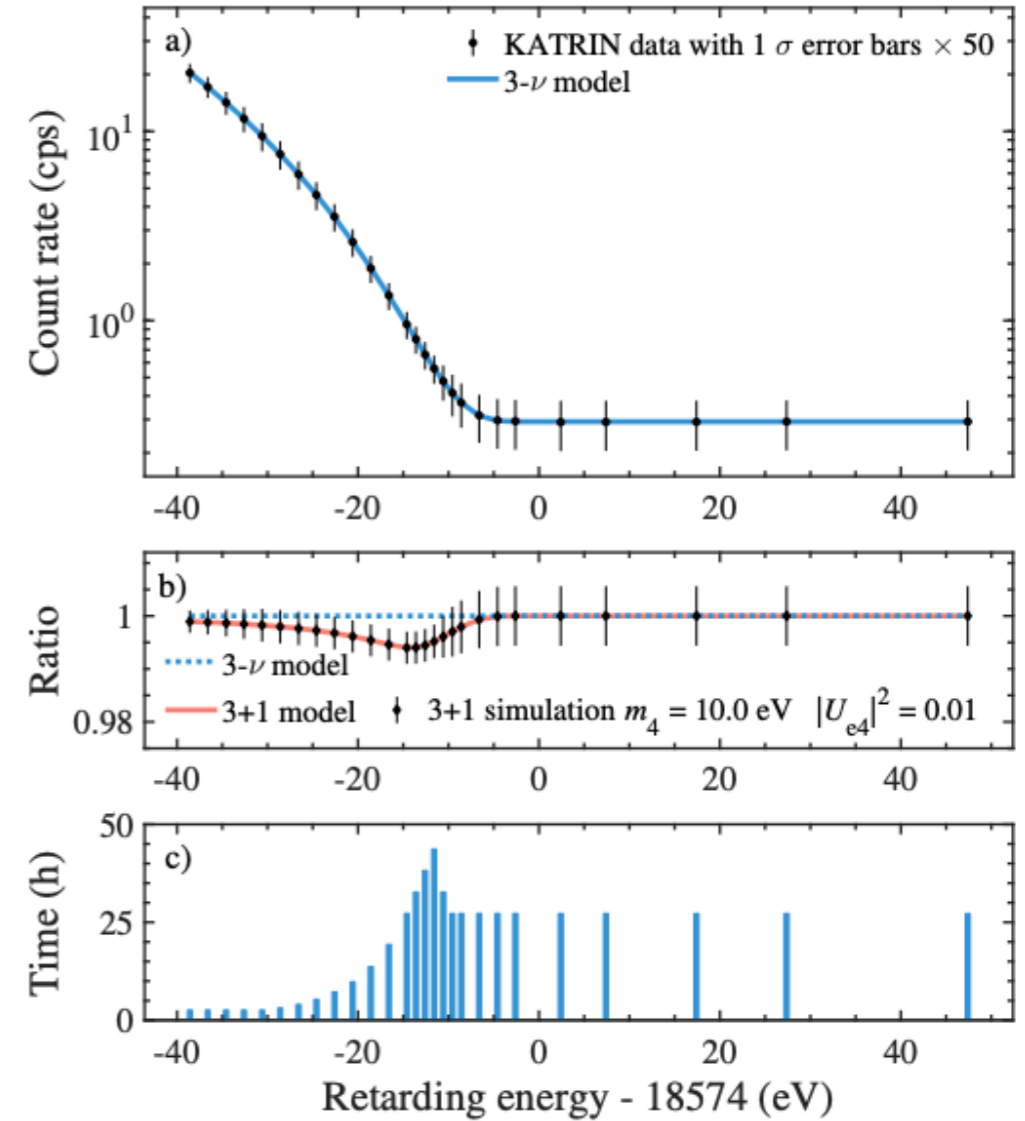 a)
KATRIN data with 1 σ error bars × 50
3-ν model
10¹
10⁰
Count rate (cps)
-40 -20 0 20 40
b)
1
0.98
Ratio
3-ν model
3+1 model 3+1 simulation m₄ = 10.0 eV |Uₑ₄|² = 0.01
-40 -20 0 20 40
c)
50
25
0
Time (h)
-40 -20 0 20 40
Retarding energy - 18574 (eV)